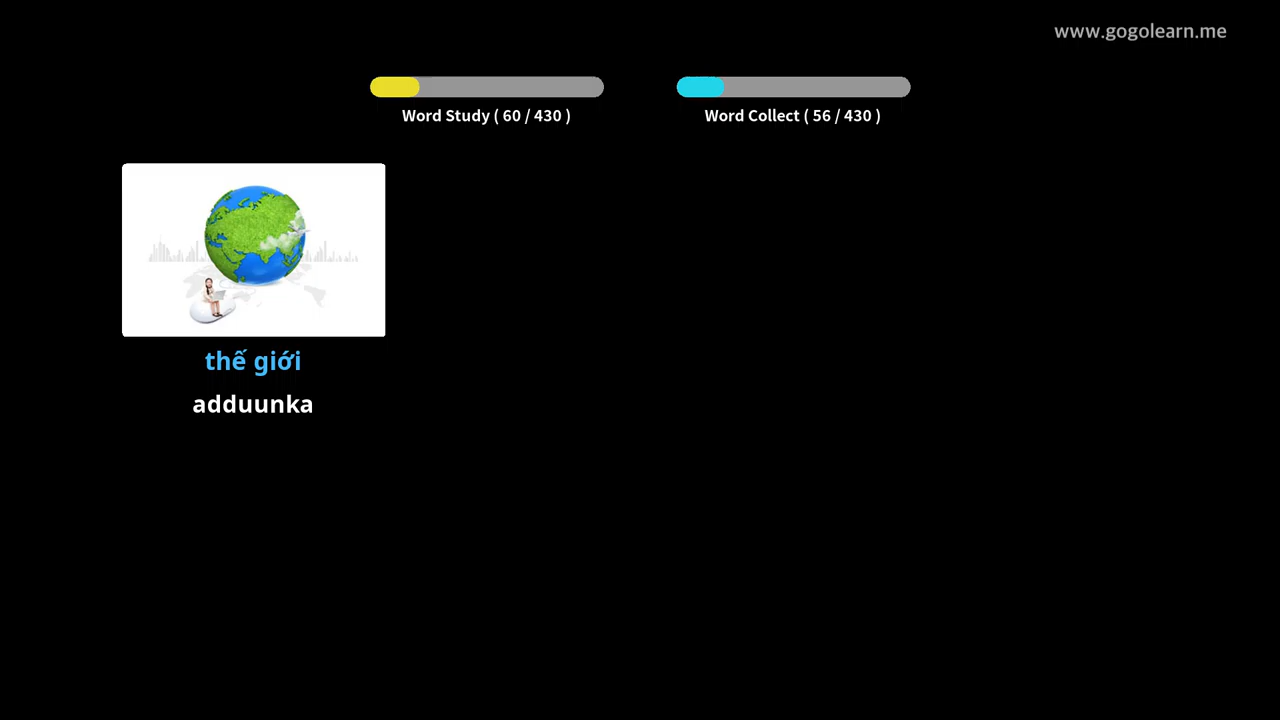 www.gogolearn.me
Word Study ( 60 / 430 )
Word Collect ( 56 / 430 )
thế giới
adduunka